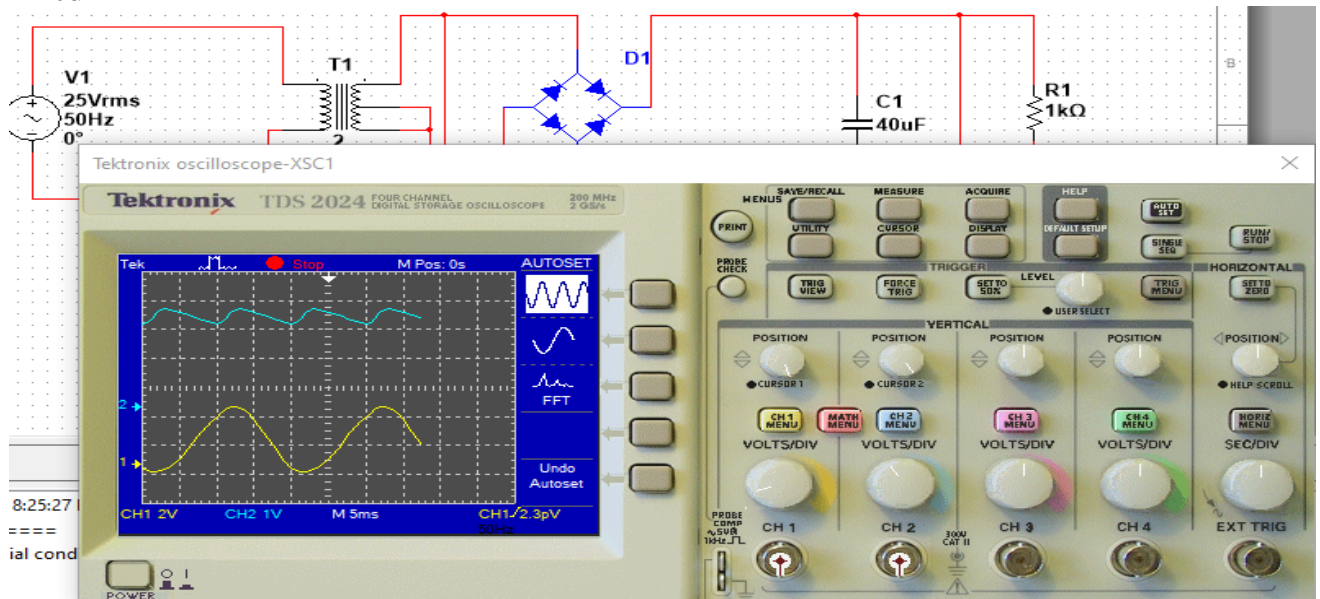 D1
T1
B
V1
25Vrms
50Hz
0°
2
C1
40uF
R1
1kΩ
Tektronix oscilloscope-XSC1
Tektronix TDS 2024 FOUR CHANNEL DIGITAL STORAGE OSCILLOSCOPE 200 MHz 2 GS/s
Tek Stop M Pos: 0s AUTOSET
FFT
Undo
Autoset
2
1
CH1 2V CH2 1V M 5ms CH1 2.3pV
50Hz
POWER
MENUS
SAVE/RECALL MEASURE ACQUIRE HELP
AUTO SET
PRINT
UTILITY CURSOR DISPLAY DEFAULT SETUP
SINGLE SEQ
RUN/STOP
PROBE CHECK
TRIGGER
HORIZONTAL
TRIG VIEW
FORCE TRIG
SET TO 50%
LEVEL
TRIG MENU
SET TO ZERO
USER SELECT
VERTICAL
POSITION POSITION POSITION POSITION POSITION
CURSOR 1 CURSOR 2 HELP SCROLL
CH 1 MENU
MATH MENU
CH 2 MENU
CH 3 MENU
CH 4 MENU
HORIZ MENU
VOLTS/DIV VOLTS/DIV VOLTS/DIV VOLTS/DIV SEC/DIV
PROBE COMP
~5V
1kHz
CH 1 CH 2 CH 3 CH 4 EXT TRIG
300V CAT II
8:25:27
====
ial cond